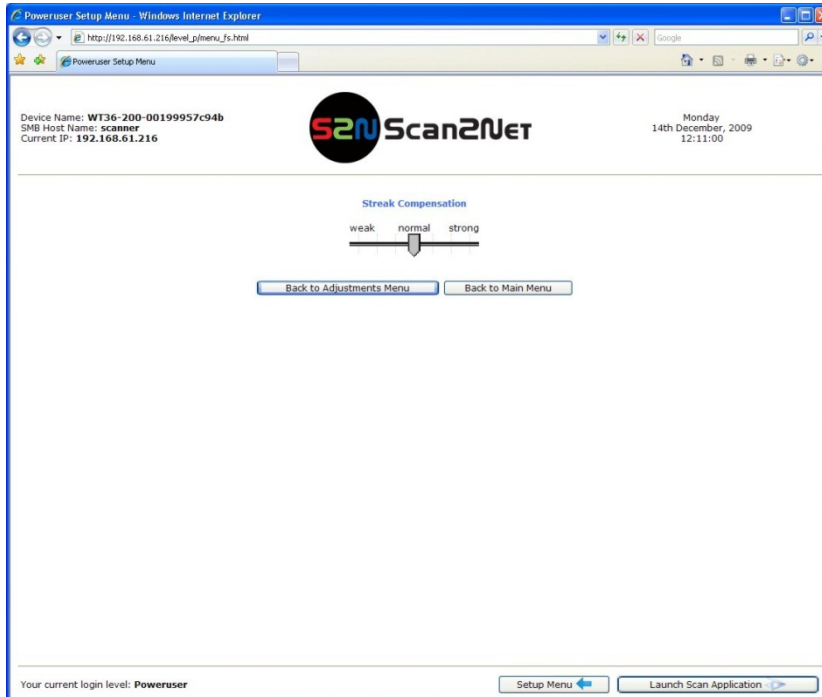 Poweruser Setup Menu - Windows Internet Explorer
http://192.168.61.216/level_p/menu_fs.html
Google
Poweruser Setup Menu
Device Name: WT36-200-00199957c94b
SMB Host Name: scanner
Current IP: 192.168.61.216
S2N Scan2Net
Monday
14th December, 2009
12:11:00
Streak Compensation
weak normal strong
Back to Adjustments Menu Back to Main Menu
Your current login level: Poweruser
Setup Menu Launch Scan Application